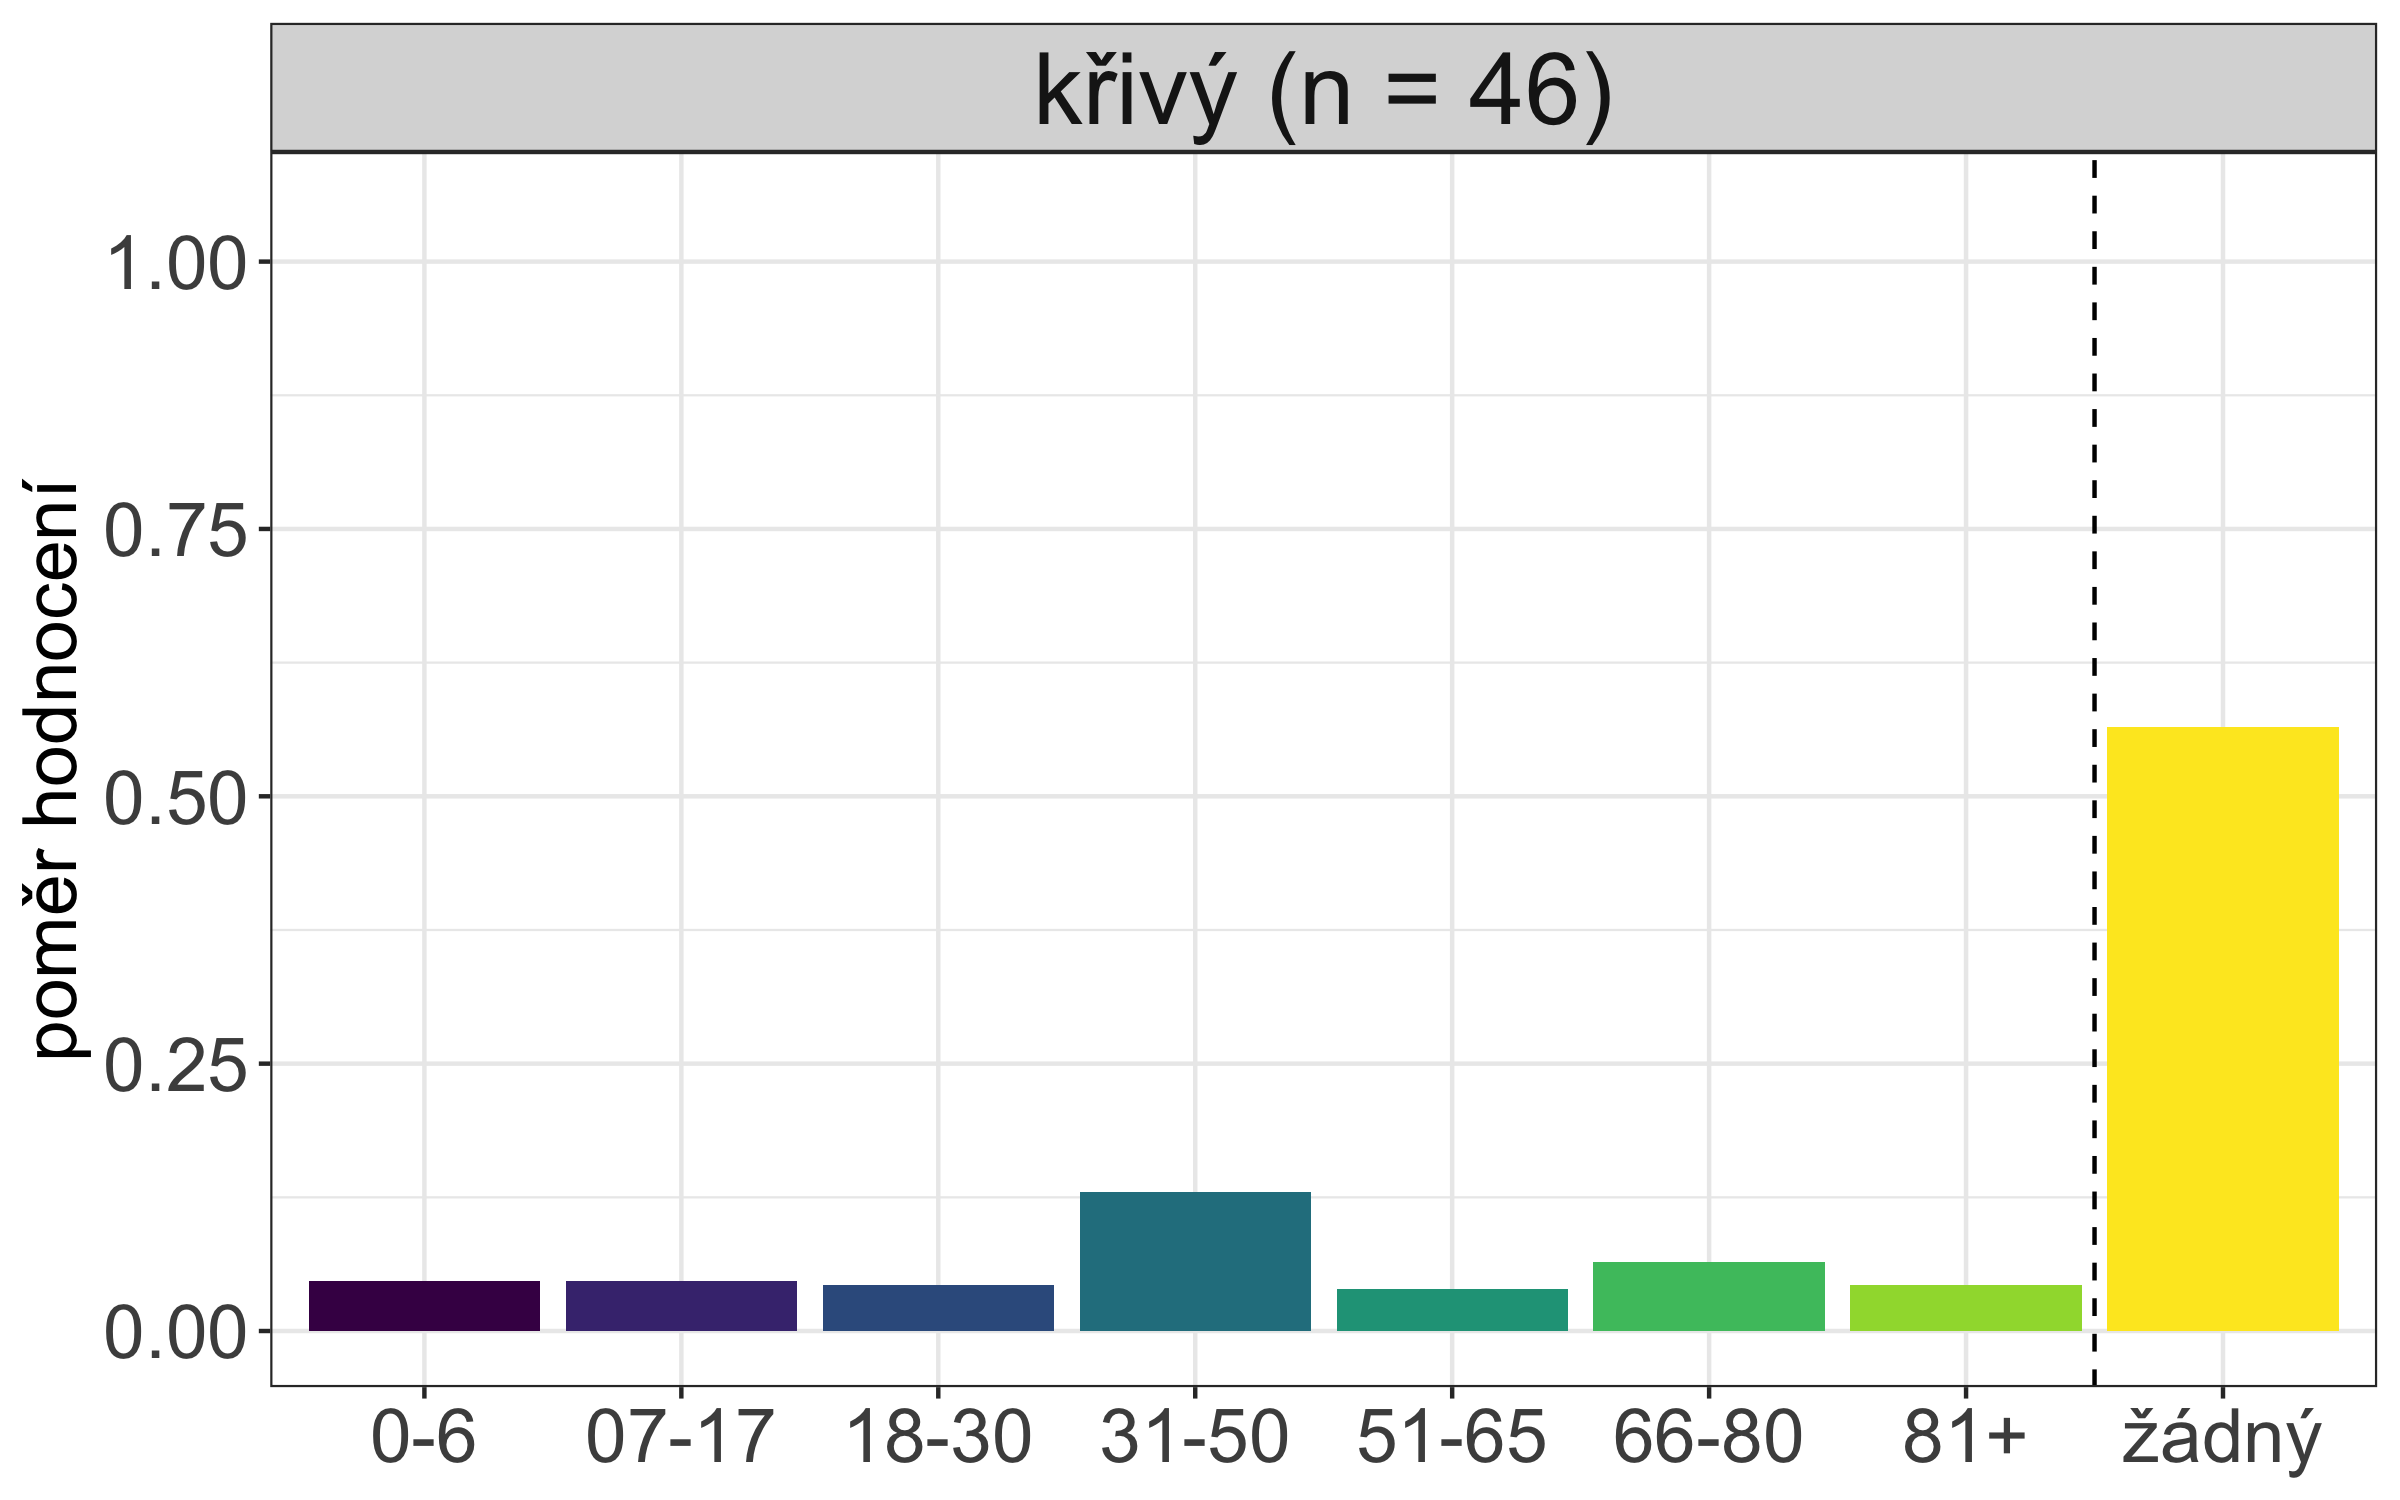 křivý (n = 46)
poměr hodnocení
1.00
0.75
0.50
0.25
0.00
0-6 07-17 18-30 31-50 51-65 66-80 81+ žádný